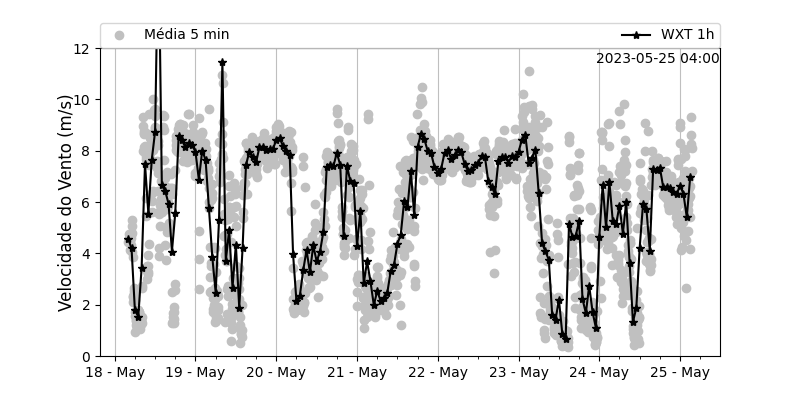 Média 5 min
WXT 1h
2023-05-25 04:00
Velocidade do Vento (m/s)
12
10
8
6
4
2
0
18 - May
19 - May
20 - May
21 - May
22 - May
23 - May
24 - May
25 - May